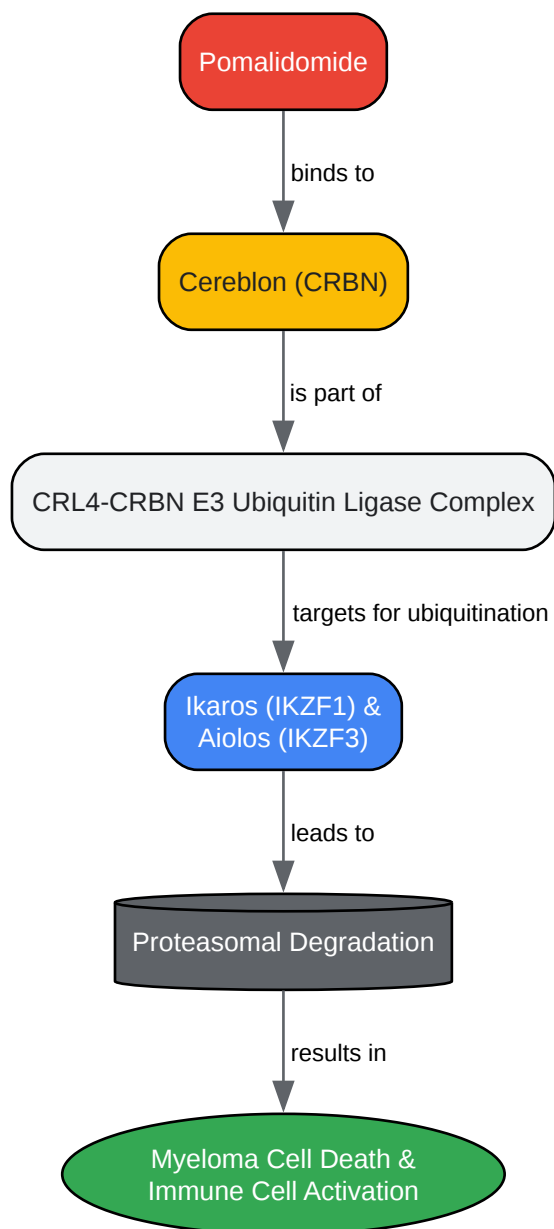 Pomalidomide
binds to
Cereblon (CRBN)
is part of
CRL4-CRBN E3 Ubiquitin Ligase Complex
targets for ubiquitination
Ikaros (IKZF1) &
Aiolos (IKZF3)
leads to
Proteasomal Degradation
results in
Myeloma Cell Death &
Immune Cell Activation